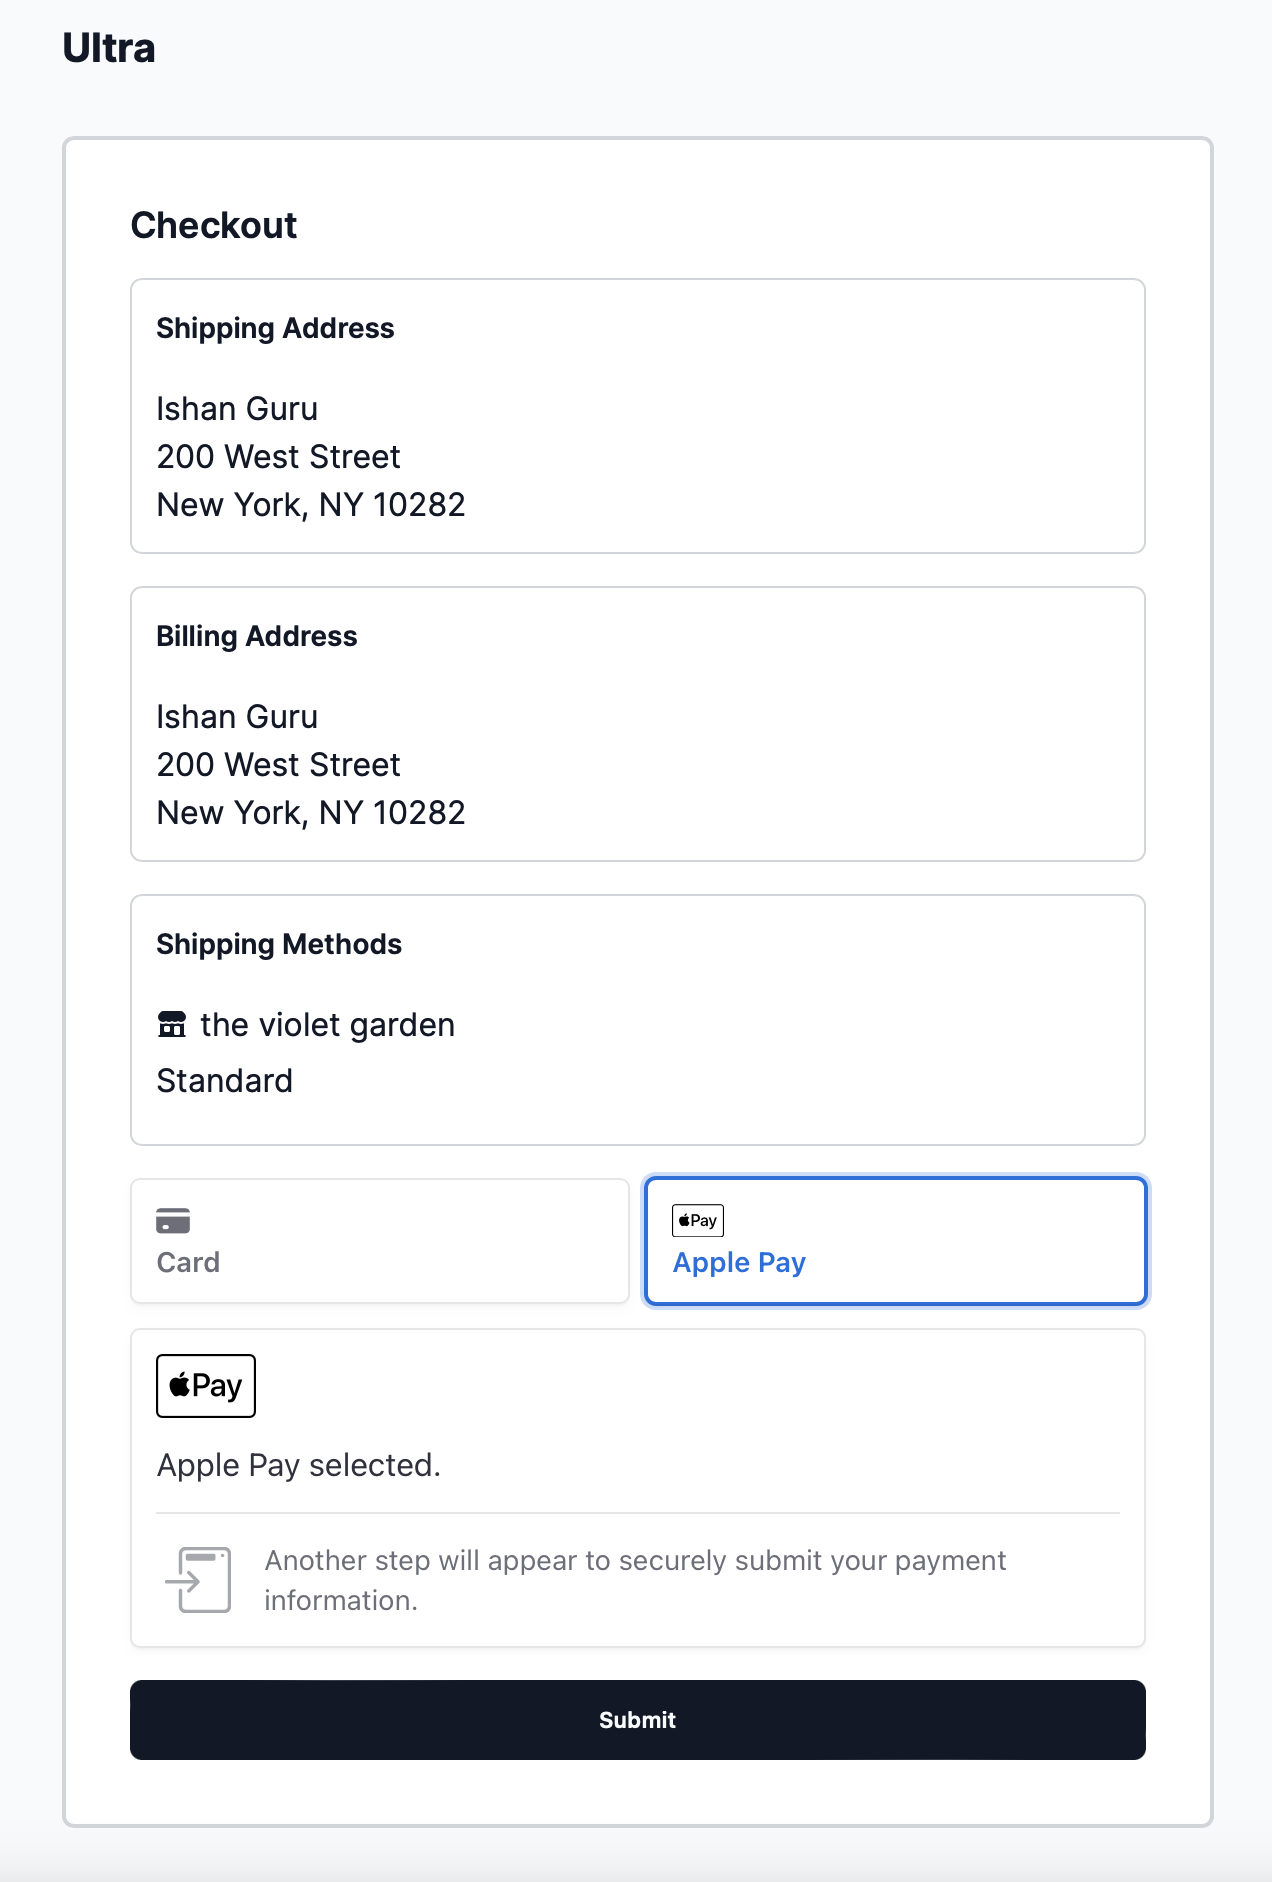 Ultra
Checkout
Shipping Address
Ishan Guru
200 West Street
New York, NY 10282
Billing Address
Ishan Guru
200 West Street
New York, NY 10282
Shipping Methods
the violet garden
Standard
Pay
Card
Apple Pay
Pay
Apple Pay selected.
Another step will appear to securely submit your payment
information.
Submit